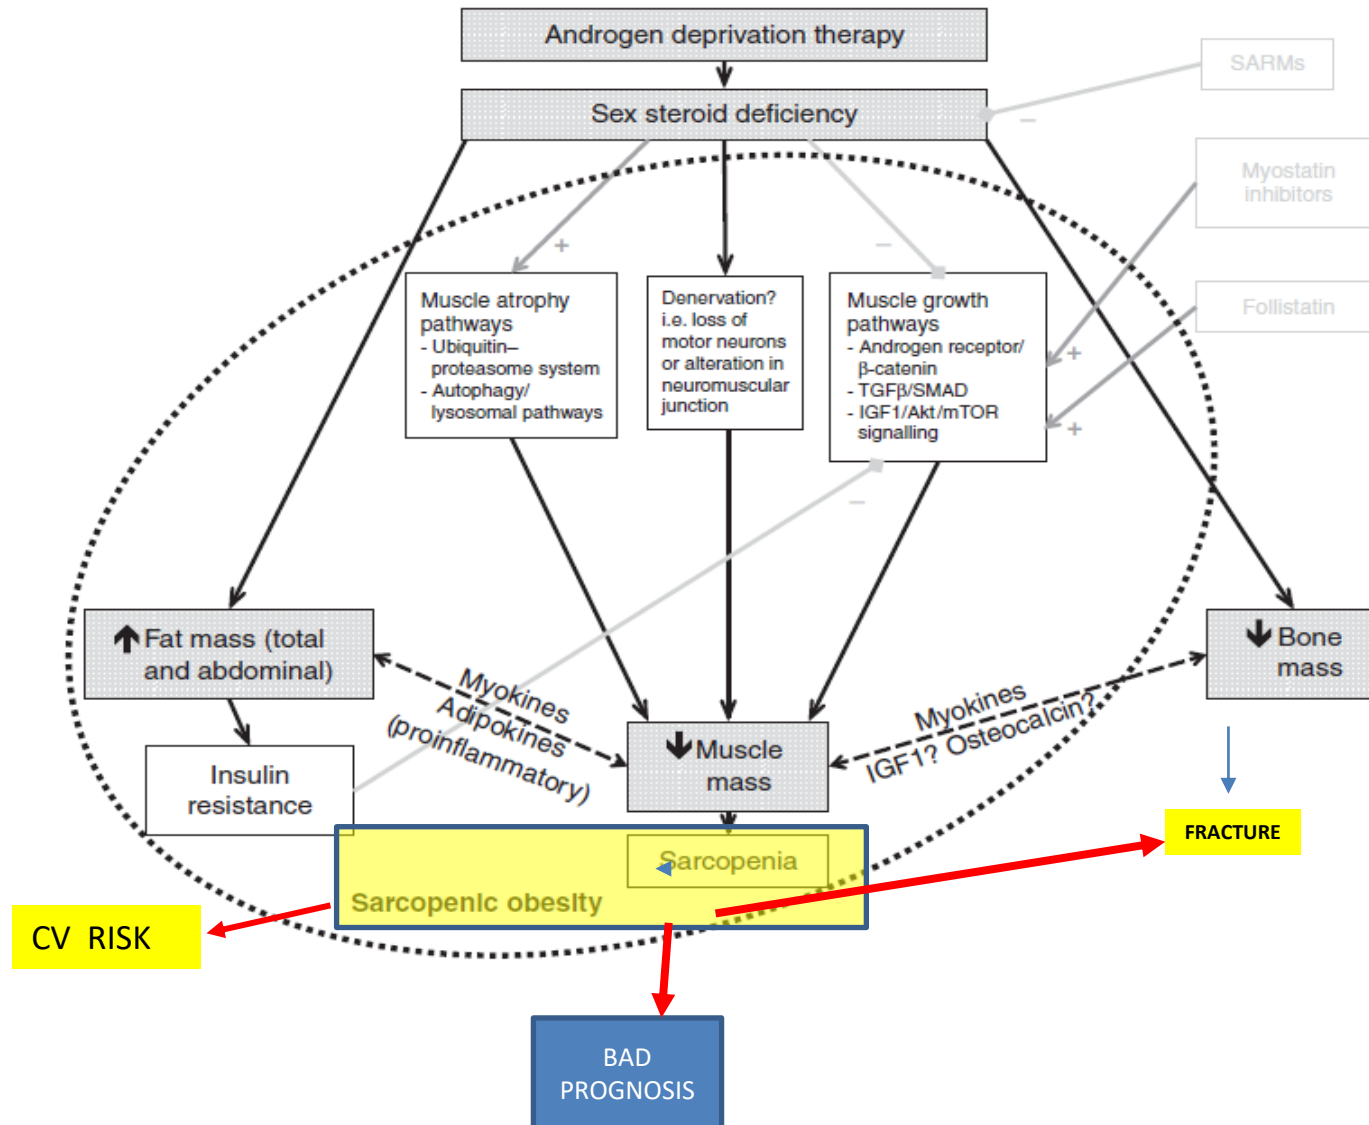 Androgen deprivation therapy
SARMs
Sex steroid deficiency
–
Myostatin
inhibitors
+
–
Follistatin
Muscle atrophy
pathways
- Ubiquitin–
proteasome system
- Autophagy/
lysosomal pathways
Denervation?
i.e. loss of
motor neurons
or alteration in
neuromuscular
junction
Muscle growth
pathways
- Androgen receptor/
β-catenin
- TGFβ/SMAD
- IGF1/Akt/mTOR
signalling
+
+
–
Fat mass (total
and abdominal)
Bone
mass
Myokines
Adipokines
(proinflammatory)
Myokines
IGF1? Osteocalcin?
Muscle
mass
Insulin
resistance
FRACTURE
Sarcopenia
Sarcopenic obesity
CV RISK
BAD
PROGNOSIS